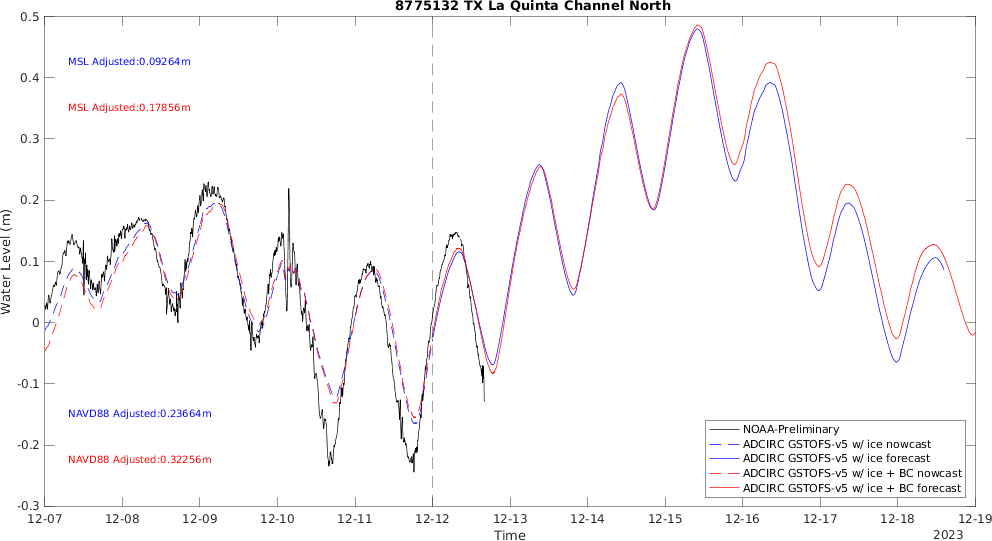 8775132 TX La Quinta Channel North
0.5
0.4
0.3
0.2
0.1
0
-0.1
-0.2
-0.3
Water Level (m)
MSL Adjusted:0.09264m
MSL Adjusted:0.17856m
NAVD88 Adjusted:0.23664m
NAVD88 Adjusted:0.32256m
NOAA-Preliminary
ADCIRC GSTOFS-v5 w/ ice nowcast
ADCIRC GSTOFS-v5 w/ ice forecast
ADCIRC GSTOFS-v5 w/ ice + BC nowcast
ADCIRC GSTOFS-v5 w/ ice + BC forecast
12-07 12-08 12-09 12-10 12-11 12-12 12-13 12-14 12-15 12-16 12-17 12-18 12-19
Time
2023